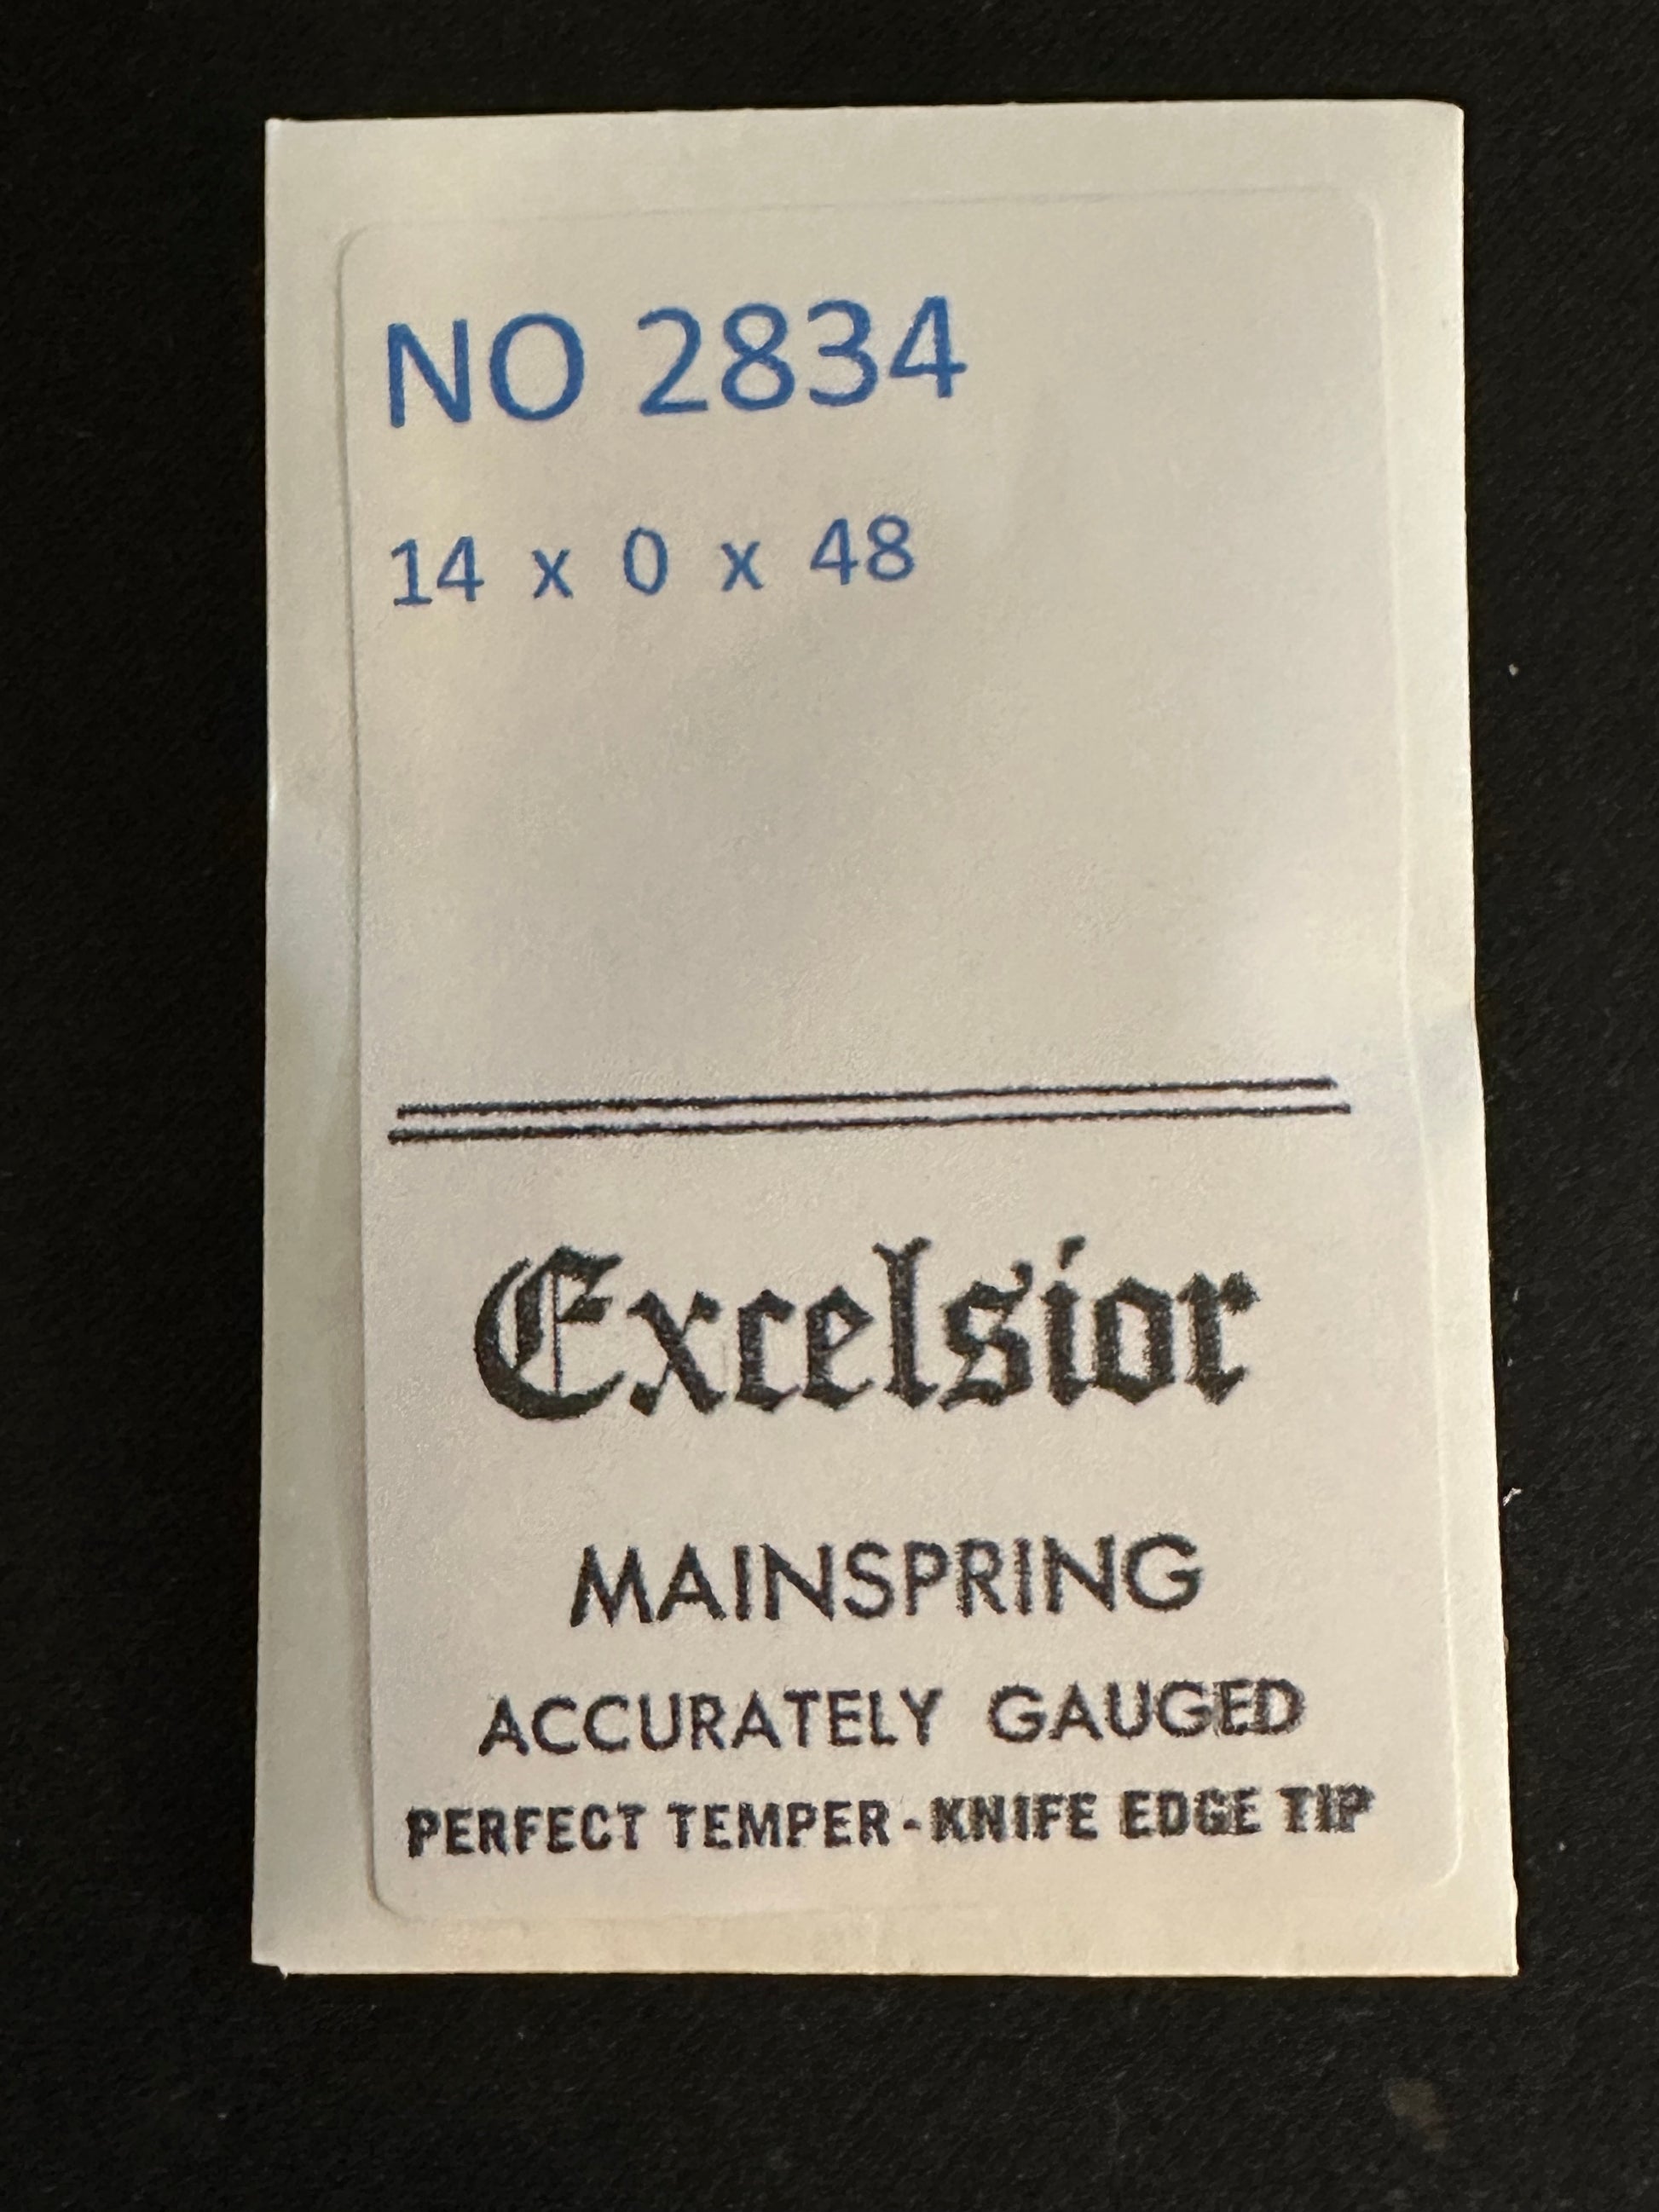 NO 2834
14 x 0 x 48
Excelsior
MAINSPRING
ACCURATELY GAUGED
PERFECT TEMPER-KNIFE EDGE TIP